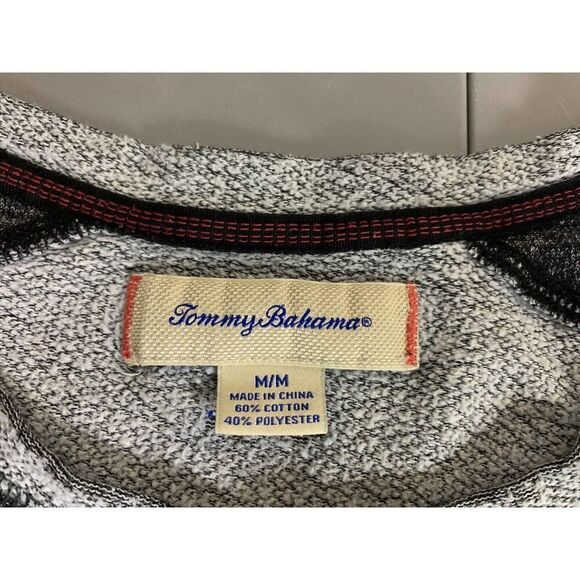 Tommy Bahama®
M/M
MADE IN CHINA
60% COTTON
40% POLYESTER